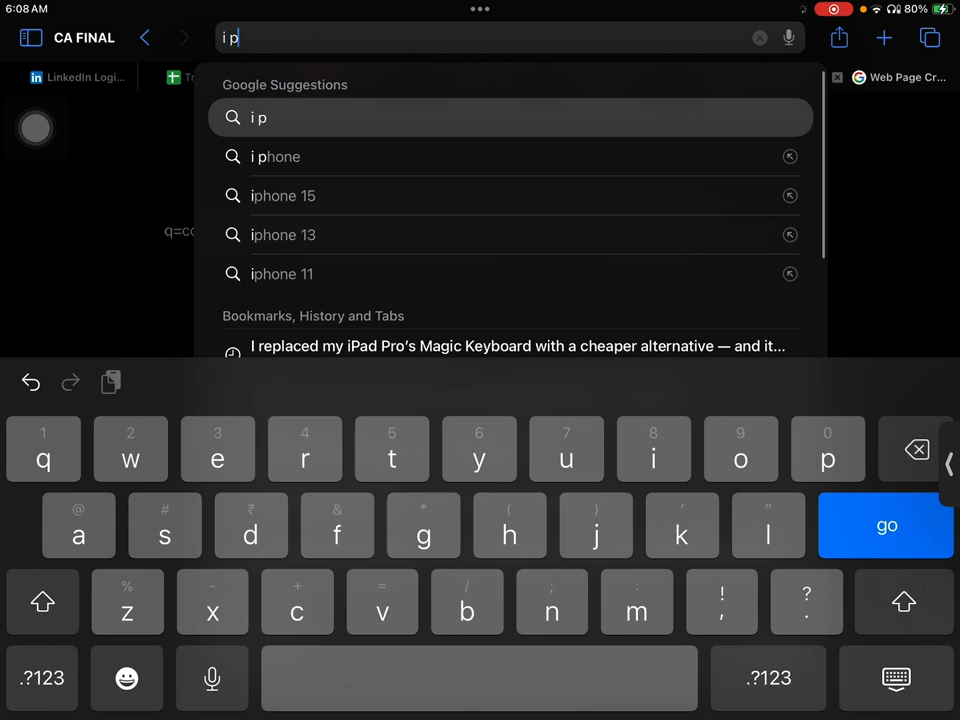 6:08 AM
80%
CA FINAL
i p
LinkedIn Logi...
Tr
Web Page Cr...
Google Suggestions
i p
i phone
iphone 15
iphone 13
iphone 11
q=co
Bookmarks, History and Tabs
I replaced my iPad Pro's Magic Keyboard with a cheaper alternative — and it...
1 2 3 4 5 6 7 8 9 0
q w e r t y u i o p
@ # ₹ & * ( ) ' "
a s d f g h j k l go
% - + = / ; : ! ?
z x c v b n m , .
.?123 .?123